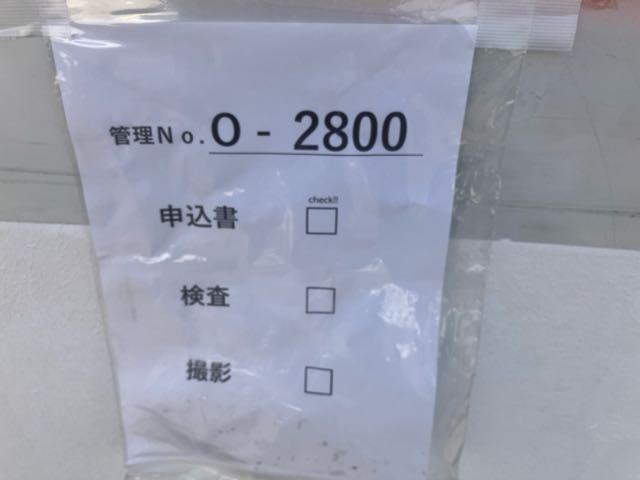 管理No. O - 2800
check!!
申込書 □
検査 □
撮影 □